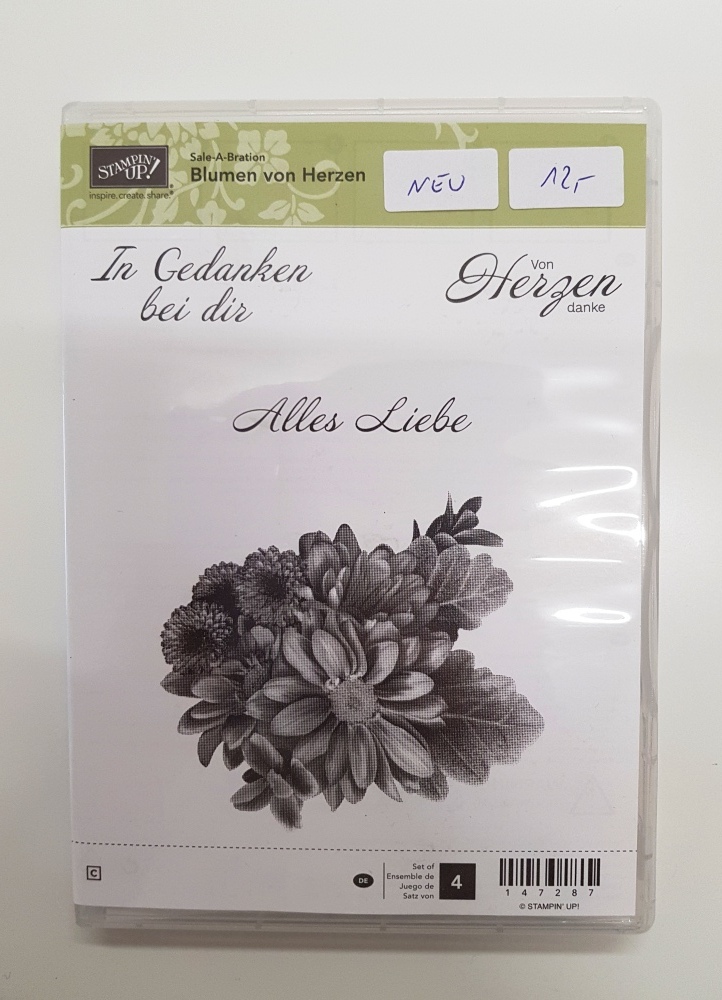 STAMPIN' UP!®
inspire. create. share.®
Sale-A-Bration
Blumen von Herzen
NEU
12,-
In Gedanken
bei dir
Von
Herzen
danke
Alles Liebe
C
DE
Set of
Ensemble de
Juego de
Satz von
4
147287
© STAMPIN' UP!